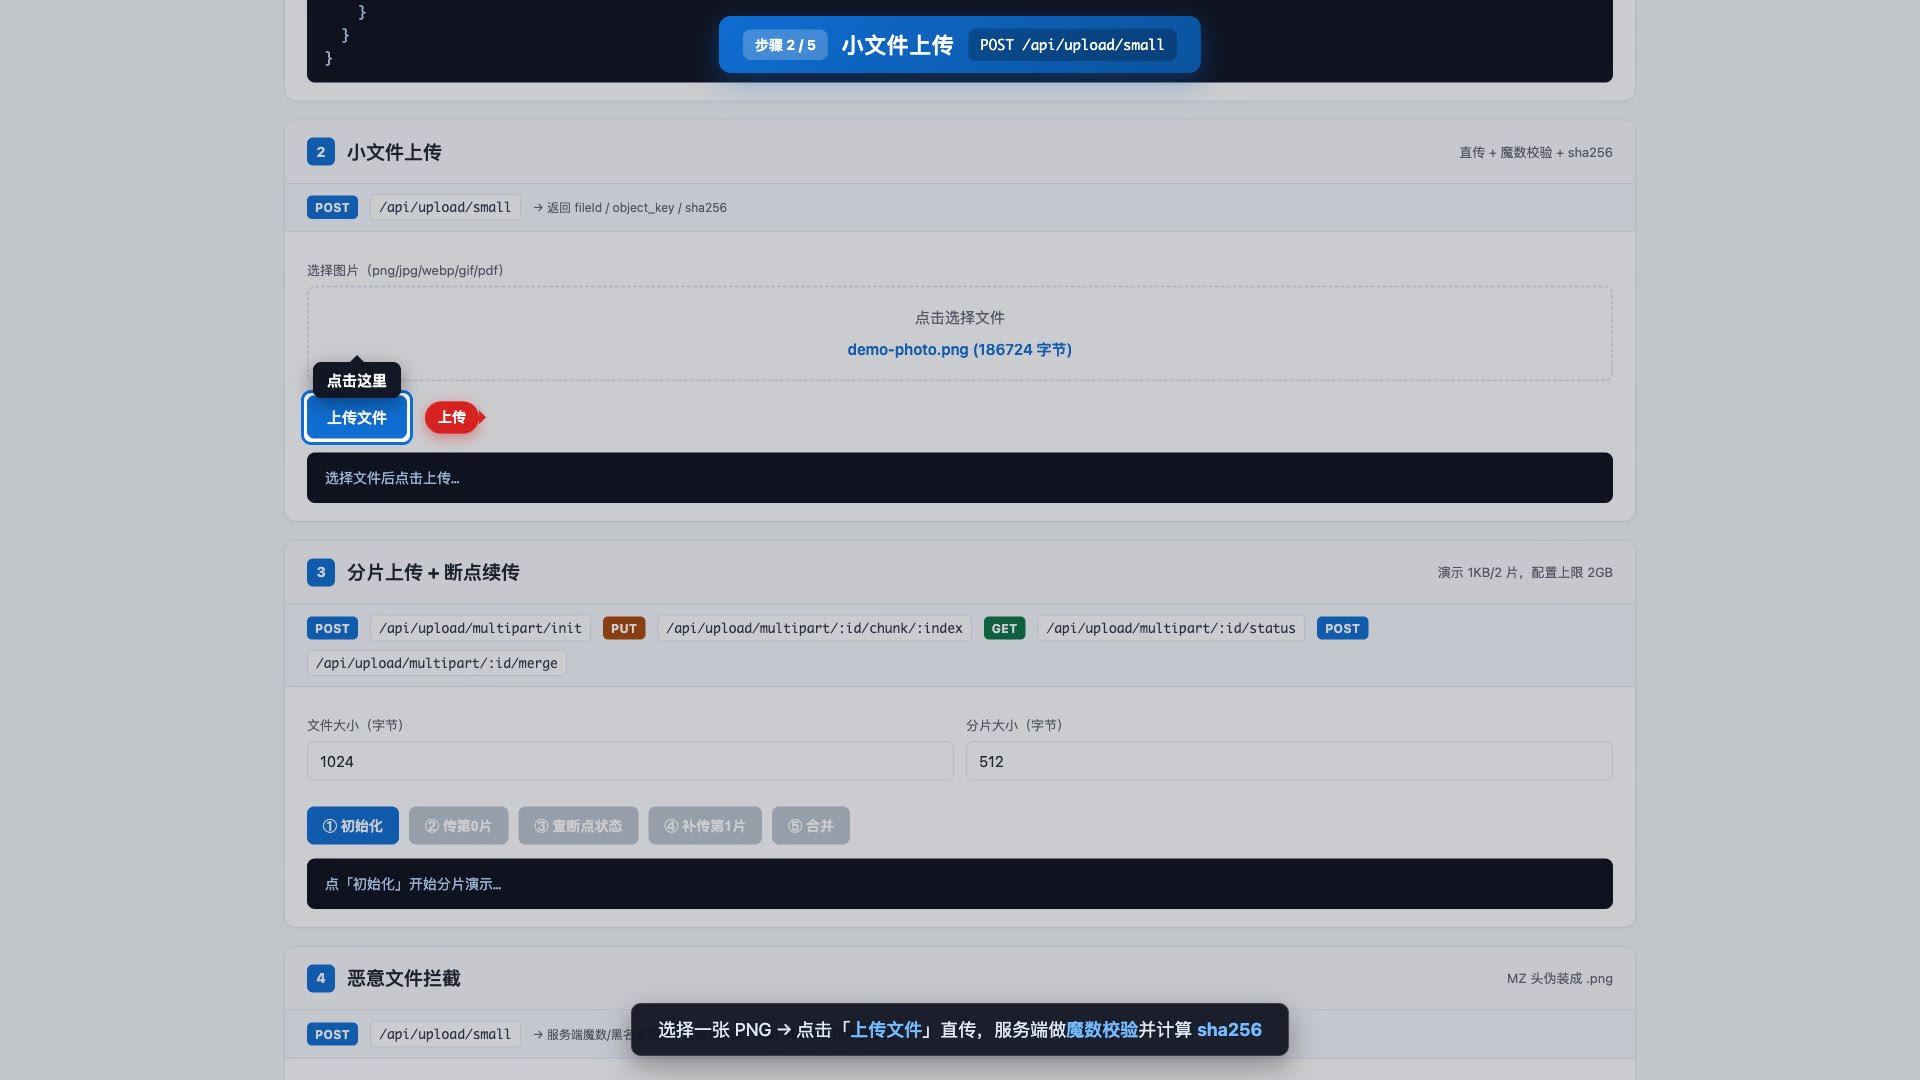 }
}
}
步骤 2 / 5 小文件上传 POST /api/upload/small
2 小文件上传 直传 + 魔数校验 + sha256
POST /api/upload/small → 返回 fileId / object_key / sha256
选择图片（png/jpg/webp/gif/pdf）
点击选择文件
demo-photo.png (186724 字节)
点击这里
上传文件 上传
选择文件后点击上传…
3 分片上传 + 断点续传 演示 1KB/2 片，配置上限 2GB
POST /api/upload/multipart/init PUT /api/upload/multipart/:id/chunk/:index GET /api/upload/multipart/:id/status POST
/api/upload/multipart/:id/merge
文件大小（字节） 分片大小（字节）
1024 512
① 初始化 ② 传第0片 ③ 查断点状态 ④ 补传第1片 ⑤ 合并
点「初始化」开始分片演示…
4 恶意文件拦截 MZ 头伪装成 .png
POST /api/upload/small → 服务端魔数/黑名
选择一张 PNG → 点击「上传文件」直传，服务端做魔数校验并计算 sha256